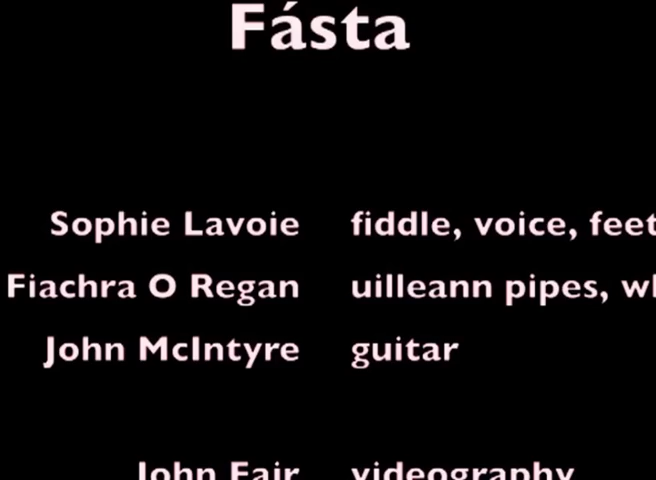 Fásta
Sophie Lavoie fiddle, voice, feet
Fiachra O Regan uilleann pipes,
John McIntyre guitar
John Fair videography